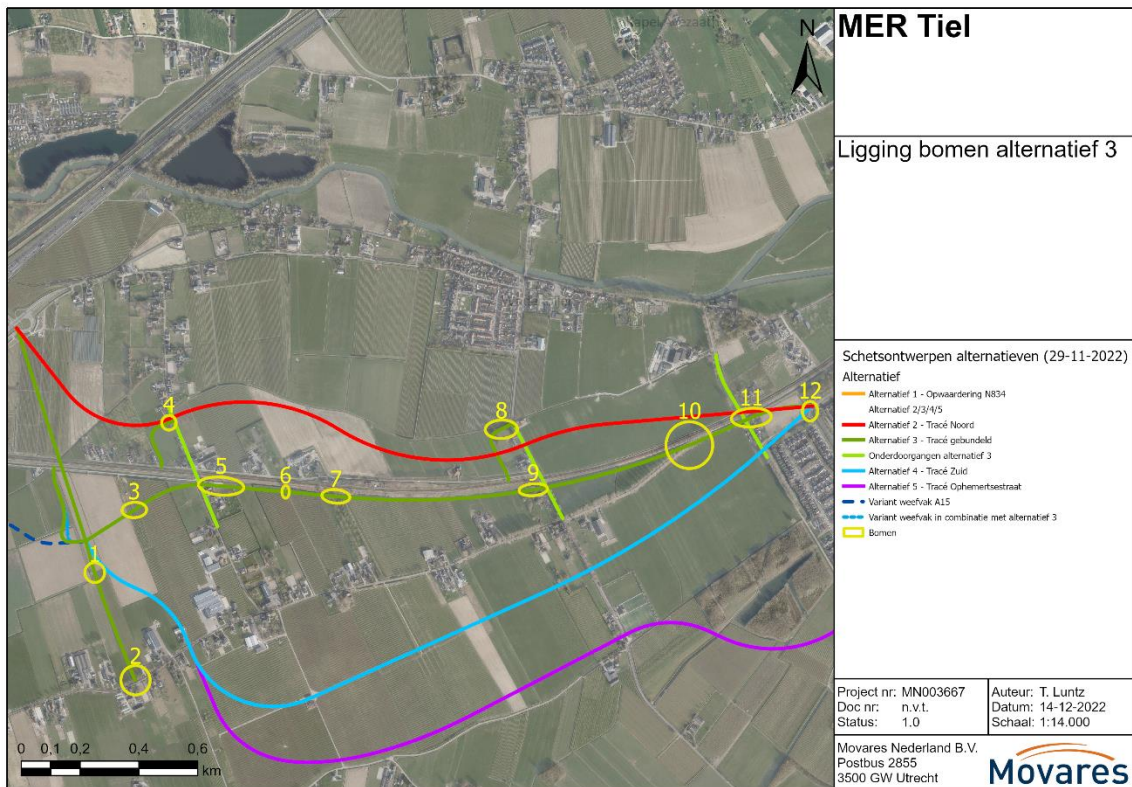 MER Tiel
Ligging bomen alternatief 3
Schetsontwerpen alternatieven (29-11-2022)
Alternatief
Alternatief 1 - Opwaardering N834
Alternatief 2/3/4/5
Alternatief 2 - Tracé Noord
Alternatief 3 - Tracé gebundeld
Onderdoorgangen alternatief 3
Alternatief 4 - Tracé Zuid
Alternatief 5 - Tracé Ophemertsestraat
Variant weefvak A15
Variant weefvak in combinatie met alternatief 3
Bomen
Project nr: MN003667
Doc nr: n.v.t.
Status: 1.0
Auteur: T. Luntz
Datum: 14-12-2022
Schaal: 1:14.000
Movares Nederland B.V.
Postbus 2855
3500 GW Utrecht
Movares
N
4
8
10
11
12
5
6
7
9
3
1
2
0 0,1 0,2 0,4 0,6
km